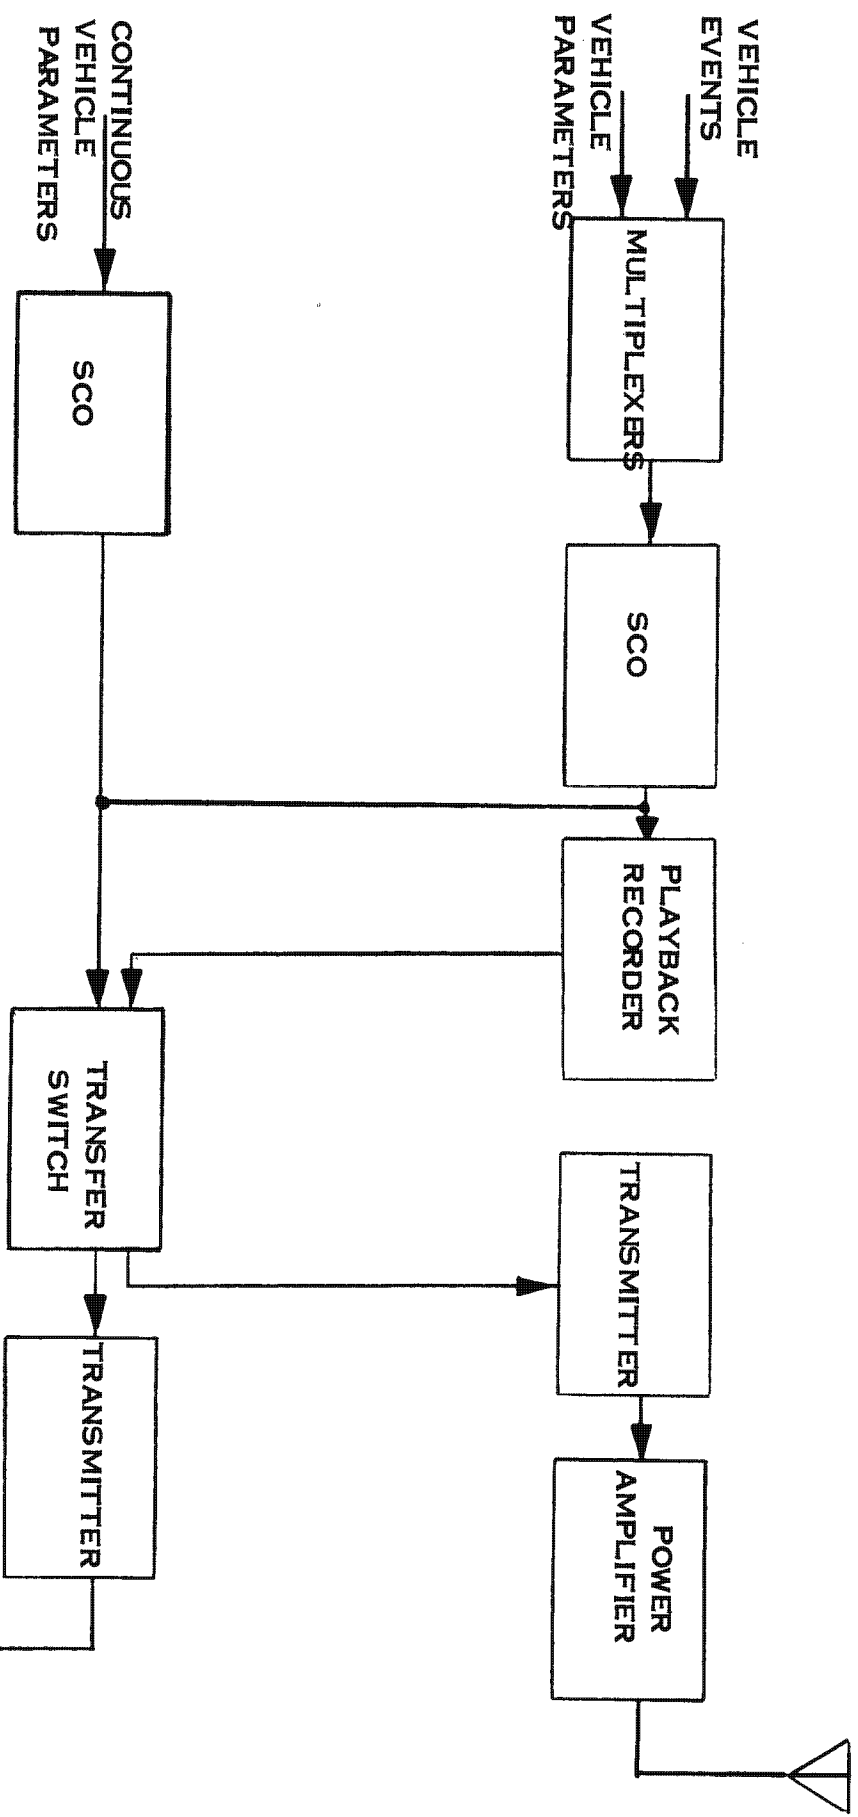 VEHICLE
EVENTS
VEHICLE
PARAMETERS
MULTIPLEXERS
SCO
PLAYBACK
RECORDER
TRANSMITTER
POWER
AMPLIFIER
CONTINUOUS
VEHICLE
PARAMETERS
SCO
TRANSFER
SWITCH
TRANSMITTER